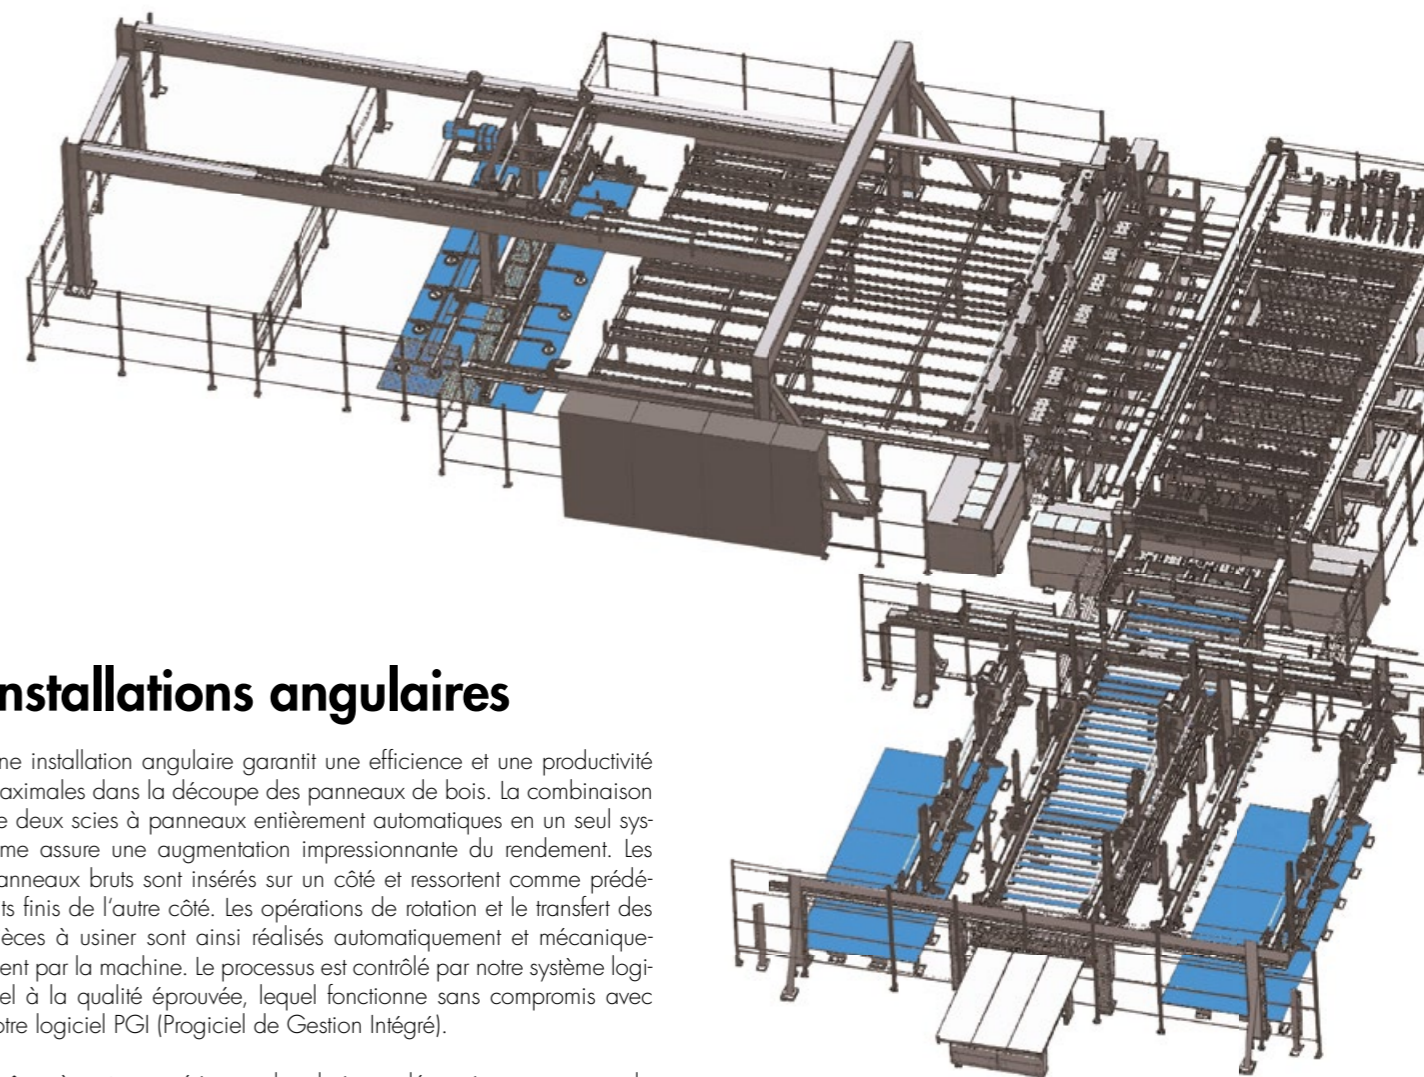 nstallations angulaires
ne installation angulaire garantit une efficience et une productivité
aximales dans la découpe des panneaux de bois. La combinaison
e deux scies à panneaux entièrement automatiques en un seul sys-
me assure une augmentation impressionnante du rendement. Les
anneaux bruts sont insérés sur un côté et ressortent comme prédé-
ts finis de l'autre côté. Les opérations de rotation et le transfert des
ièces à usiner sont ainsi réalisés automatiquement et mécanique-
ent par la machine. Le processus est contrôlé par notre système logi-
el à la qualité éprouvée, lequel fonctionne sans compromis avec
otre logiciel PGI (Progiciel de Gestion Intégré).